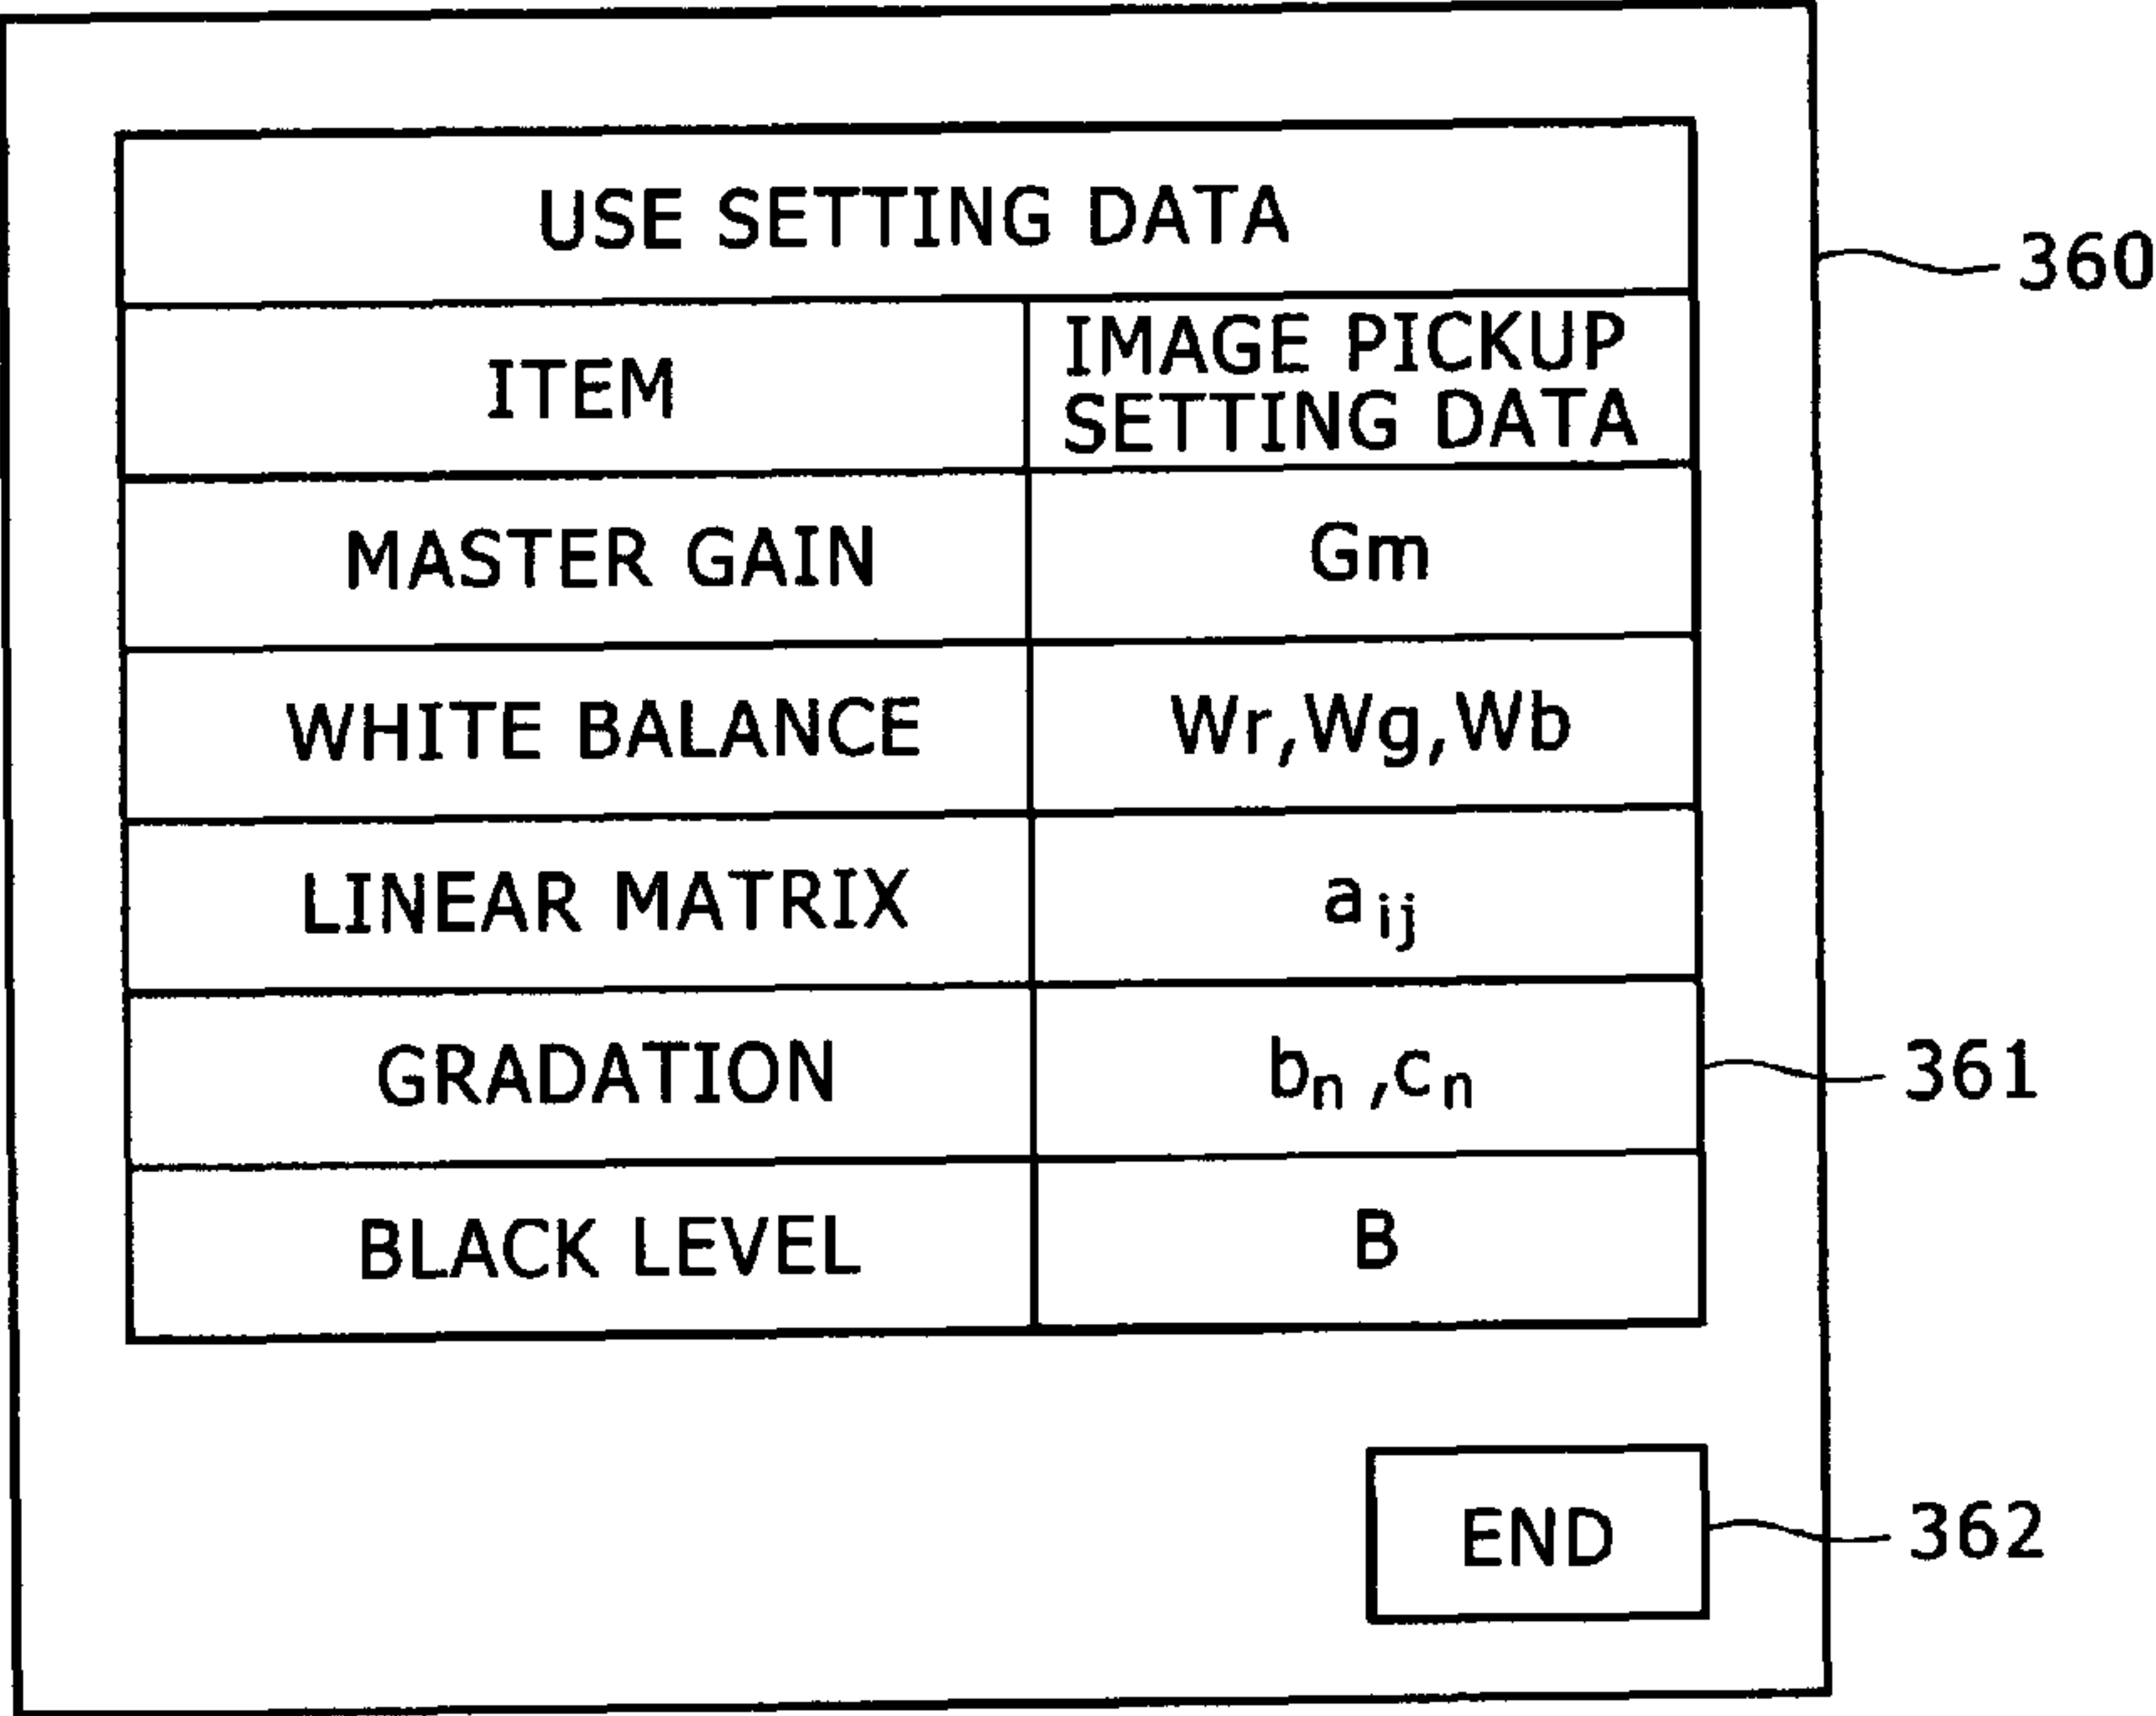 USE SETTING DATA
360
ITEM
IMAGE PICKUP
SETTING DATA
MASTER GAIN
Gm
WHITE BALANCE
Wr,Wg,Wb
LINEAR MATRIX
aij
GRADATION
bn,cn
361
BLACK LEVEL
B
END
362